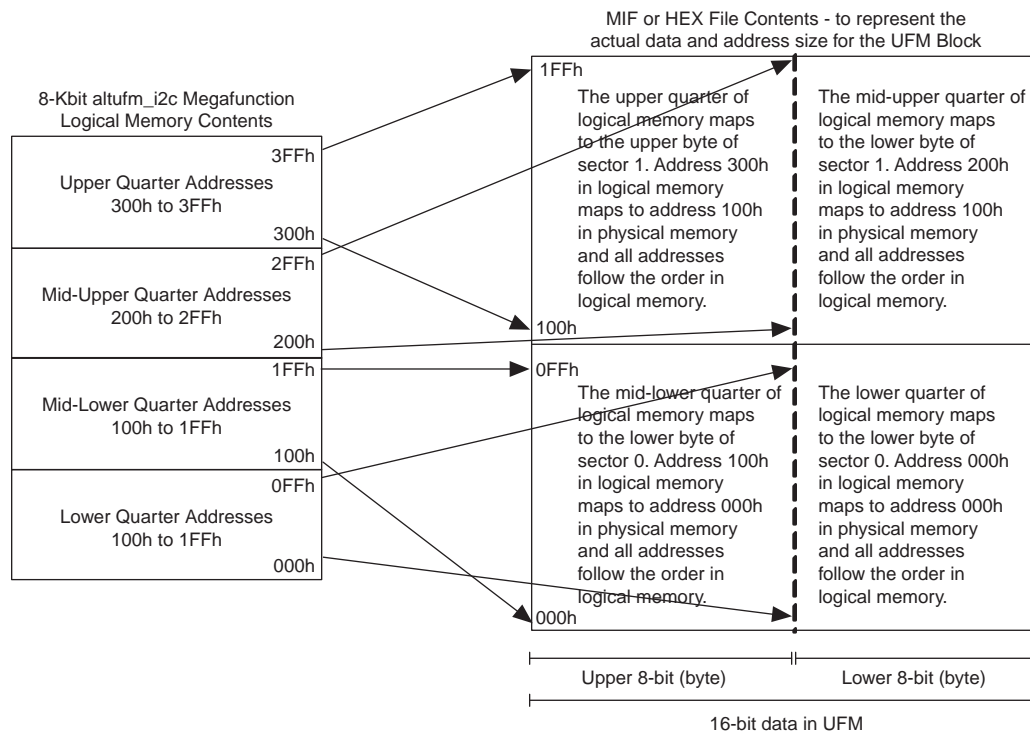 MIF or HEX File Contents - to represent the
actual data and address size for the UFM Block
8-Kbit altufm_i2c Megafunction
Logical Memory Contents
3FFh
Upper Quarter Addresses
300h to 3FFh
300h
2FFh
Mid-Upper Quarter Addresses
200h to 2FFh
200h
1FFh
Mid-Lower Quarter Addresses
100h to 1FFh
100h
0FFh
Lower Quarter Addresses
100h to 1FFh
000h
1FFh
The upper quarter of
logical memory maps
to the upper byte of
sector 1. Address 300h
in logical memory
maps to address 100h
in physical memory
and all addresses
follow the order in
logical memory.
100h
The mid-upper quarter of
logical memory maps
to the lower byte of
sector 1. Address 200h
in logical memory
maps to address 100h
in physical memory
and all addresses
follow the order in
logical memory.
0FFh
The mid-lower quarter of
logical memory maps
to the lower byte of
sector 0. Address 100h
in logical memory
maps to address 000h
in physical memory
and all addresses
follow the order in
logical memory.
000h
The lower quarter of
logical memory maps
to the lower byte of
sector 0. Address 000h
in logical memory
maps to address 000h
in physical memory
and all addresses
follow the order in
logical memory.
Upper 8-bit (byte)
Lower 8-bit (byte)
16-bit data in UFM